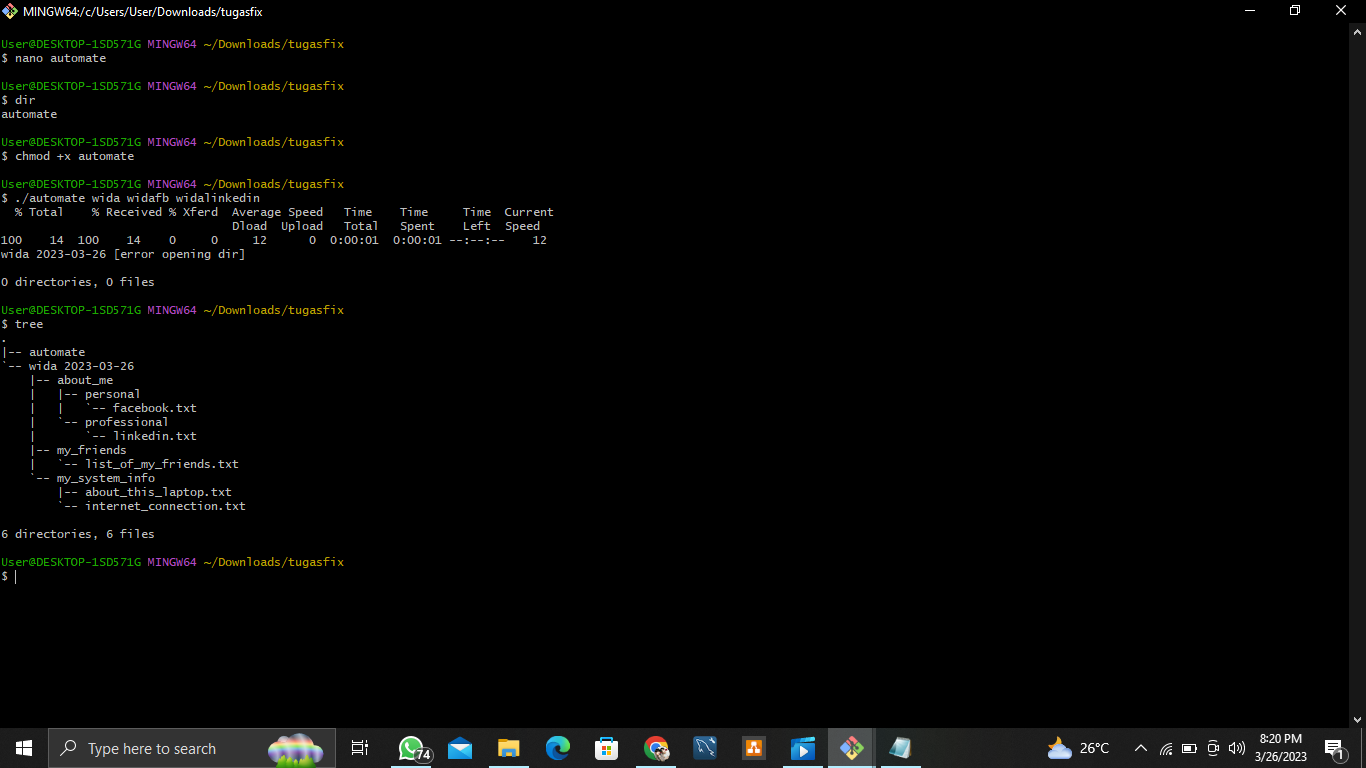 MINGW64:/c/Users/User/Downloads/tugasfix
User@DESKTOP-1SD571G MINGW64 ~/Downloads/tugasfix
$ nano automate
User@DESKTOP-1SD571G MINGW64 ~/Downloads/tugasfix
$ dir
automate
User@DESKTOP-1SD571G MINGW64 ~/Downloads/tugasfix
$ chmod +x automate
User@DESKTOP-1SD571G MINGW64 ~/Downloads/tugasfix
$ ./automate wida widafb widalinkedin
  % Total    % Received % Xferd  Average Speed   Time    Time     Time  Current
                                 Dload  Upload   Total   Spent    Left  Speed
100    14  100    14    0     0     12      0  0:00:01  0:00:01 --:--:--    12
wida 2023-03-26 [error opening dir]
0 directories, 0 files
User@DESKTOP-1SD571G MINGW64 ~/Downloads/tugasfix
$ tree
.
|-- automate
`-- wida 2023-03-26
    |-- about_me
    |   |-- personal
    |   |   `-- facebook.txt
    |   `-- professional
    |       `-- linkedin.txt
    |-- my_friends
    |   `-- list_of_my_friends.txt
    `-- my_system_info
        |-- about_this_laptop.txt
        `-- internet_connection.txt
6 directories, 6 files
User@DESKTOP-1SD571G MINGW64 ~/Downloads/tugasfix
$
Type here to search
74
26°C
8:20 PM
3/26/2023
1